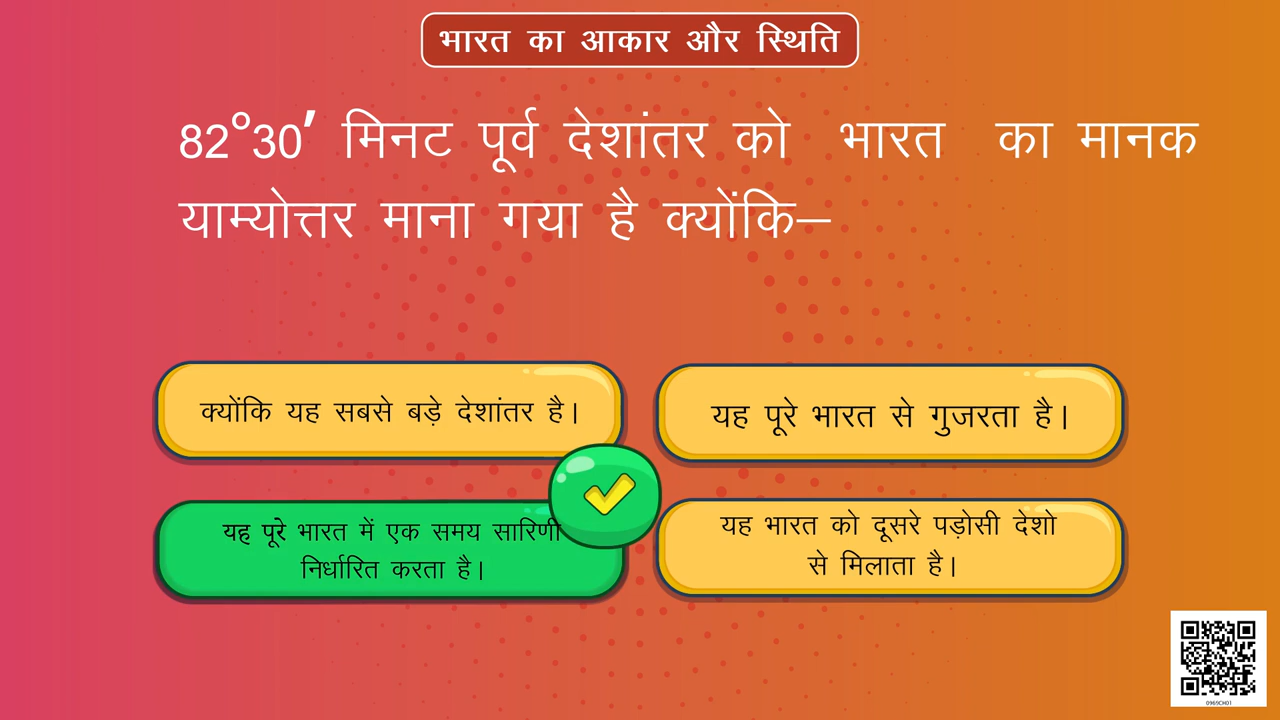 भारत का आकार और स्थिति
82°30′ मिनट पूर्व देशांतर को भारत का मानक
याम्योत्तर माना गया है क्योंकि–
क्योंकि यह सबसे बड़े देशांतर है।
यह पूरे भारत से गुजरता है।
यह पूरे भारत में एक समय सारिणी
निर्धारित करता है।
यह भारत को दूसरे पड़ोसी देशो
से मिलाता है।
0969CH01